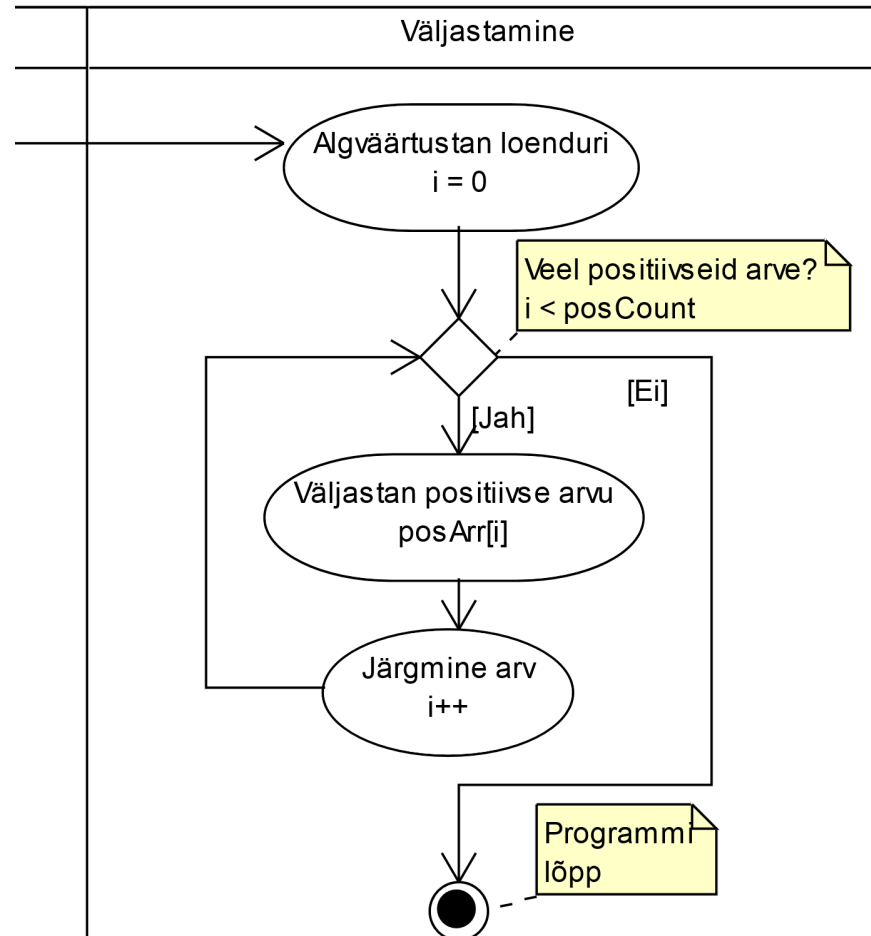 Väljastamine
Algväärtustan loenduri
i = 0
Veel positiivseid arve?
i < posCount
[Ei]
[Jah]
Väljastan positiivse arvu
posArr[i]
Järgmine arv
i++
Programmi
lõpp